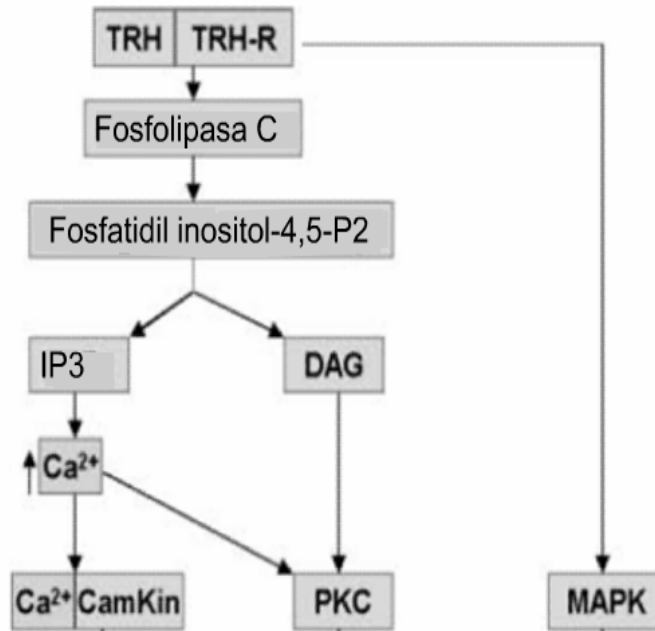 TRH TRH-R
Fosfolipasa C
Fosfatidil inositol-4,5-P2
IP3 DAG
Ca²⁺
Ca²⁺ CamKin PKC MAPK